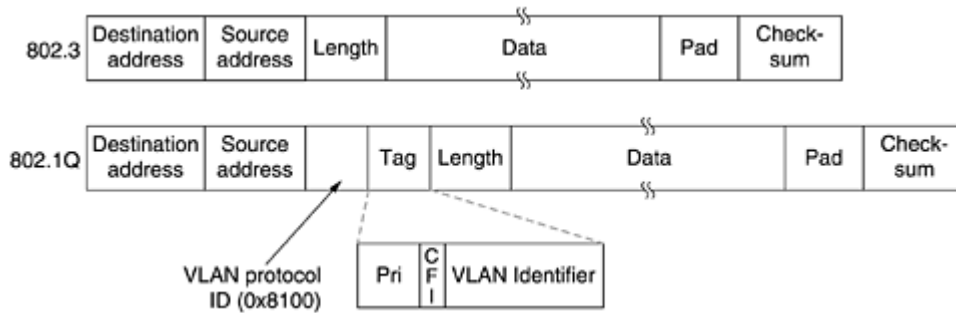 802.3 Destination address Source address Length Data Pad Check-sum
802.1Q Destination address Source address Tag Length Data Pad Check-sum
VLAN protocol
ID (0x8100)
Pri CFI VLAN Identifier